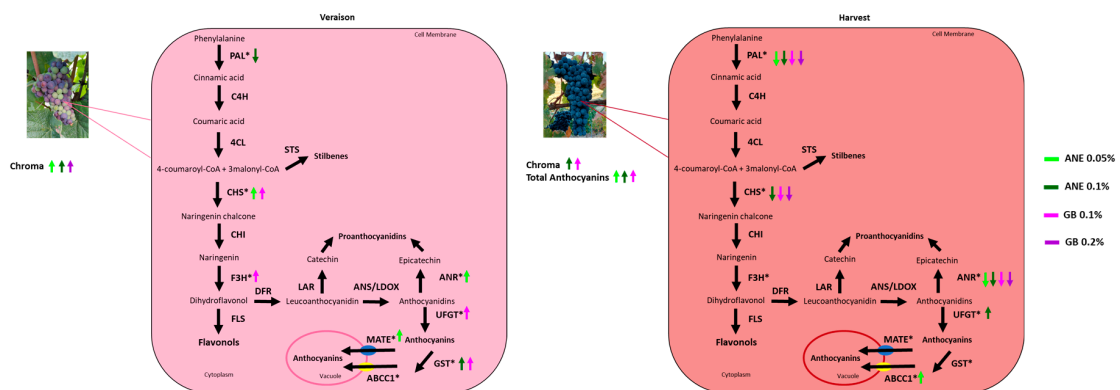 Veraison
Cell Membrane
Phenylalanine
PAL*
Cinnamic acid
C4H
Coumaric acid
4CL
STS
4-coumaroyl-CoA + 3malonyl-CoA
Stilbenes
Chroma
CHS*
Naringenin chalcone
CHI
Proanthocyanidins
Naringenin
Catechin
Epicatechin
F3H*
DFR
LAR
ANS/LDOX
ANR*
Dihydroflavonol
Leucoanthocyanidin
Anthocyanidins
FLS
UFGT*
Flavonols
MATE*
Anthocyanins
Anthocyanins
GST*
Cytoplasm
Vacuole
ABCC1*
Harvest
Cell Membrane
Phenylalanine
PAL*
Cinnamic acid
C4H
Coumaric acid
4CL
STS
4-coumaroyl-CoA + 3malonyl-CoA
Stilbenes
Chroma
Total Anthocyanins
CHS*
Naringenin chalcone
CHI
Proanthocyanidins
Naringenin
Catechin
Epicatechin
F3H*
DFR
LAR
ANS/LDOX
ANR*
Dihydroflavonol
Leucoanthocyanidin
Anthocyanidins
FLS
UFGT*
Flavonols
MATE*
Anthocyanins
Anthocyanins
GST*
Cytoplasm
Vacuole
ABCC1*
ANE 0.05%
ANE 0.1%
GB 0.1%
GB 0.2%